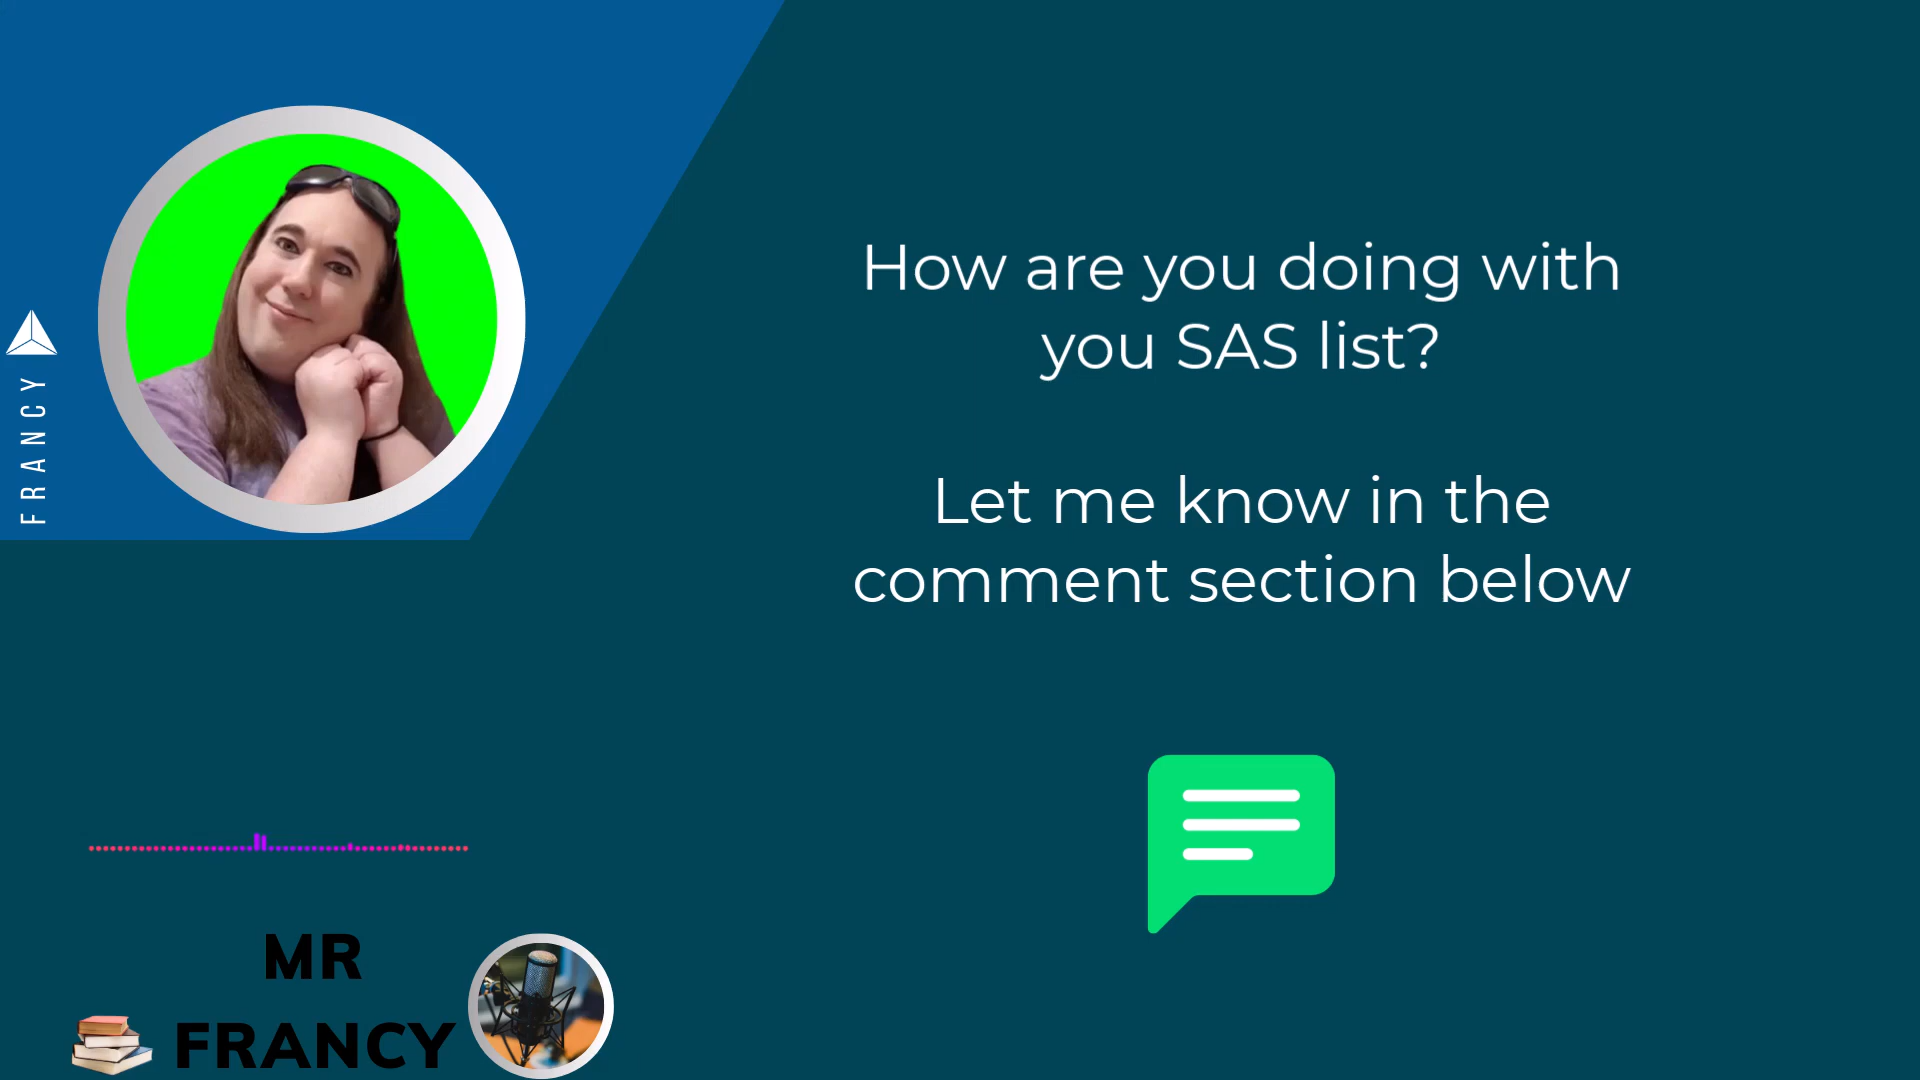 FRANCY
How are you doing with
you SAS list?
Let me know in the
comment section below
MR
FRANCY